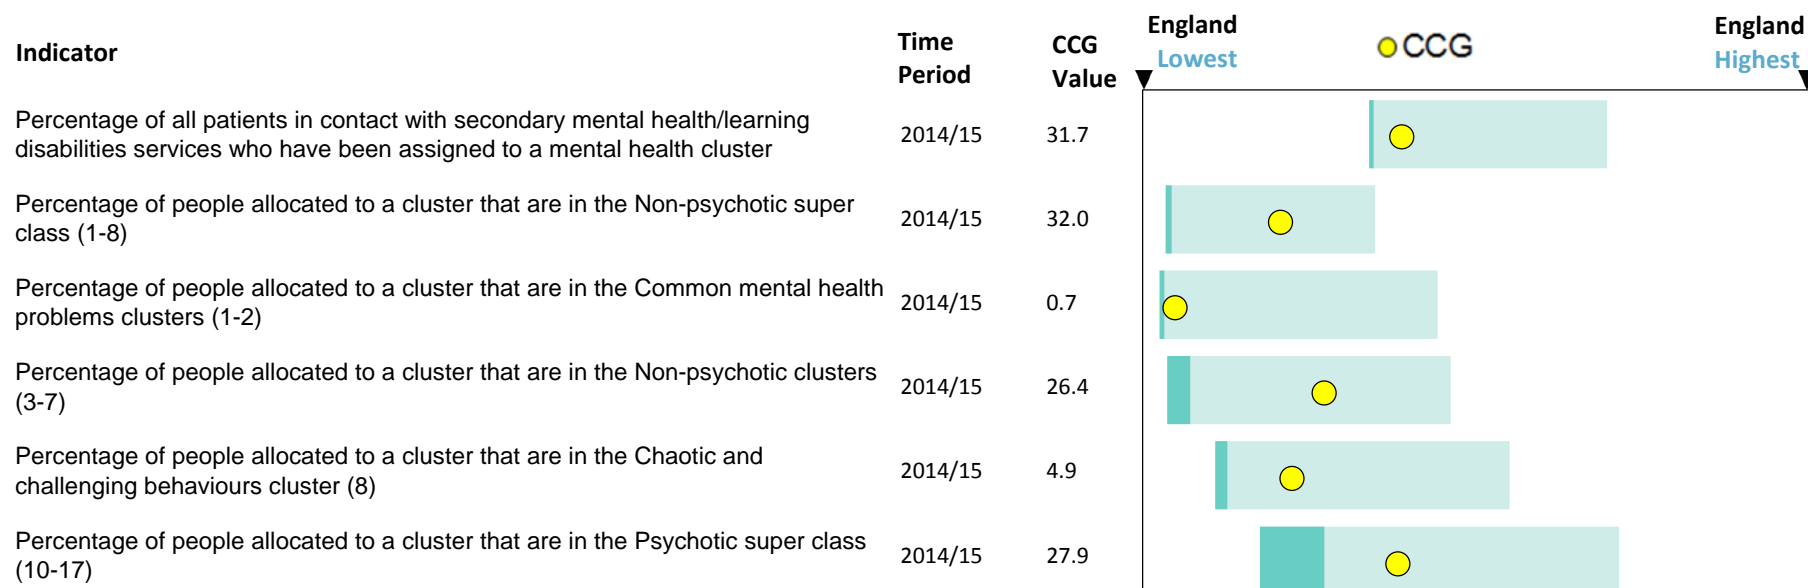 Indicator
Time Period
CCG Value
England Lowest
CCG
England Highest
Percentage of all patients in contact with secondary mental health/learning
disabilities services who have been assigned to a mental health cluster
2014/15
31.7
Percentage of people allocated to a cluster that are in the Non-psychotic super
class (1-8)
2014/15
32.0
Percentage of people allocated to a cluster that are in the Common mental health
problems clusters (1-2)
2014/15
0.7
Percentage of people allocated to a cluster that are in the Non-psychotic clusters
(3-7)
2014/15
26.4
Percentage of people allocated to a cluster that are in the Chaotic and
challenging behaviours cluster (8)
2014/15
4.9
Percentage of people allocated to a cluster that are in the Psychotic super class
(10-17)
2014/15
27.9